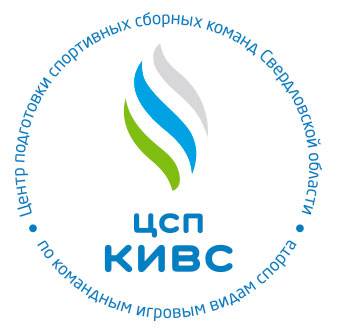 Центр подготовки спортивных сборных команд Свердловской области
ЦСП
КИВС
• по командным игровым видам спорта •